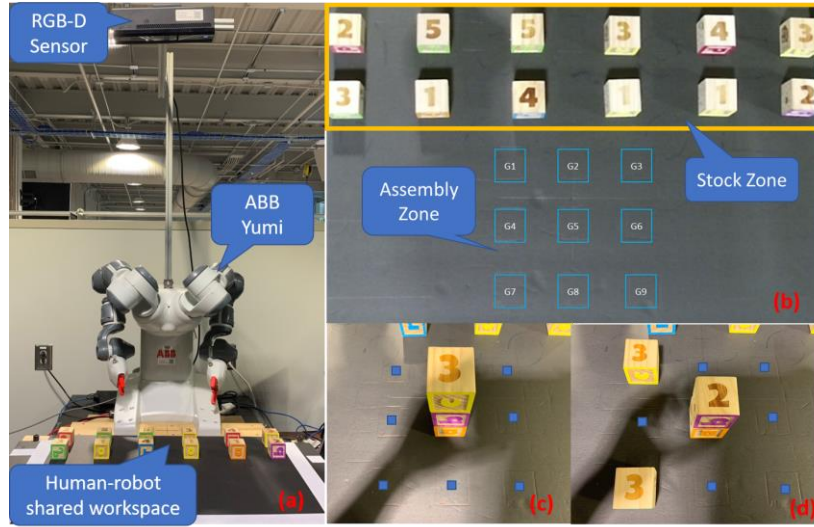 RGB-D
Sensor
ABB
Yumi
ABB
Human-robot
shared workspace
(a)
2 5 5 3 4 3
3 1 4 1 1 2
Stock Zone
Assembly
Zone
G1 G2 G3
G4 G5 G6
G7 G8 G9
(b)
3
(c)
3
2
3
(d)